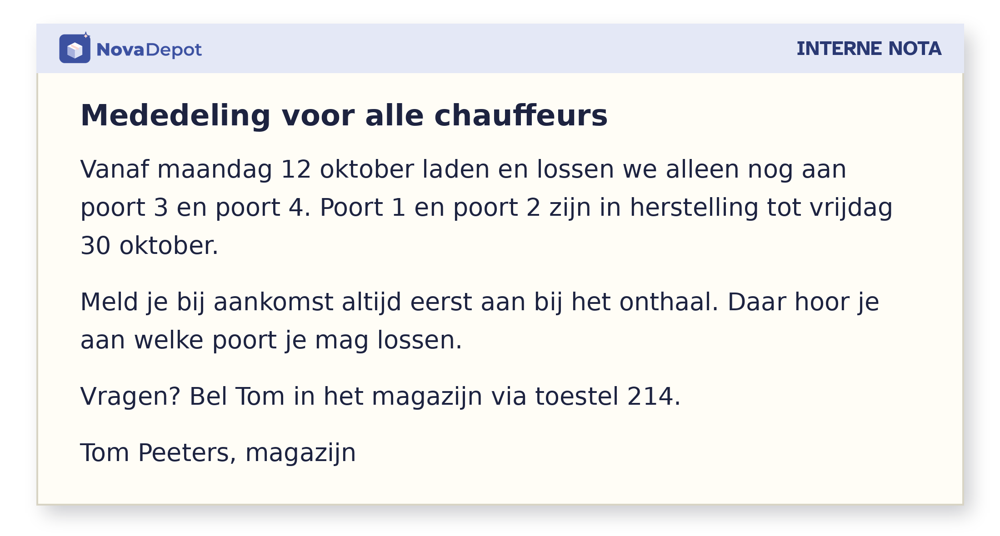 NovaDepot
INTERNE NOTA
Mededeling voor alle chauffeurs
Vanaf maandag 12 oktober laden en lossen we alleen nog aan
poort 3 en poort 4. Poort 1 en poort 2 zijn in herstelling tot vrijdag
30 oktober.
Meld je bij aankomst altijd eerst aan bij het onthaal. Daar hoor je
aan welke poort je mag lossen.
Vragen? Bel Tom in het magazijn via toestel 214.
Tom Peeters, magazijn